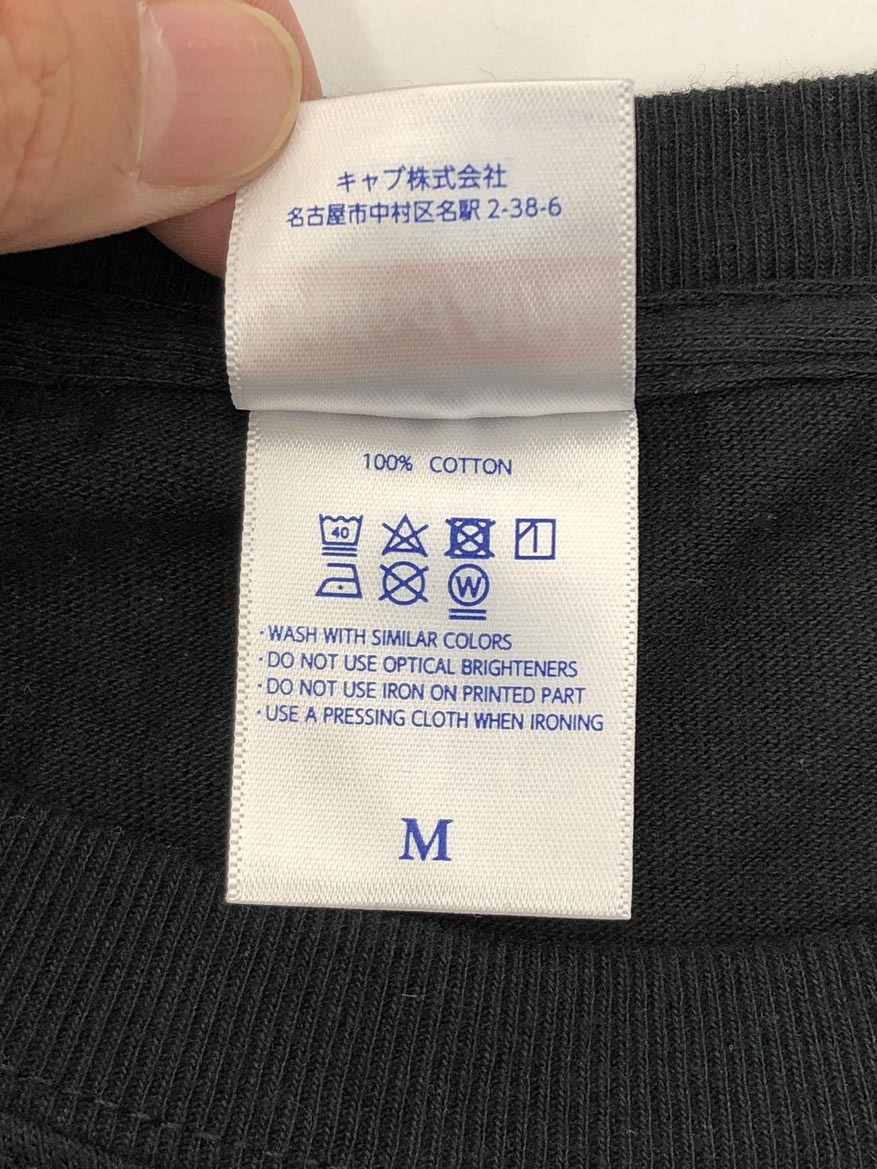 キャブ株式会社
名古屋市中村区名駅 2-38-6
100% COTTON
40
W
・WASH WITH SIMILAR COLORS
・DO NOT USE OPTICAL BRIGHTENERS
・DO NOT USE IRON ON PRINTED PART
・USE A PRESSING CLOTH WHEN IRONING
M